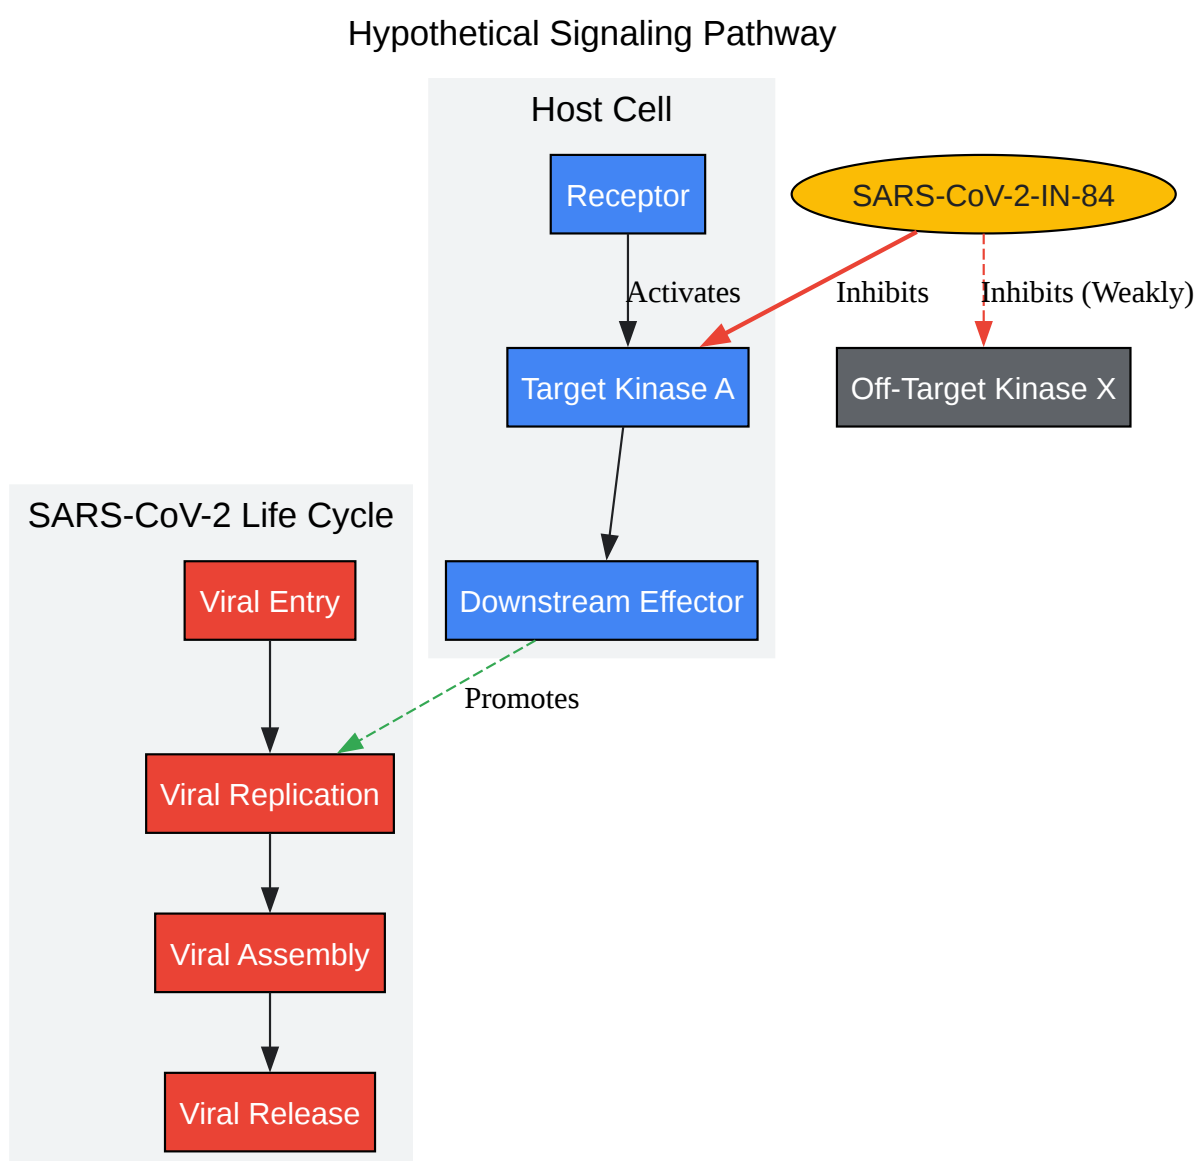 Hypothetical Signaling Pathway
Host Cell
Receptor
SARS-CoV-2-IN-84
Activates
Inhibits
Inhibits (Weakly)
Target Kinase A
Off-Target Kinase X
SARS-CoV-2 Life Cycle
Viral Entry
Downstream Effector
Promotes
Viral Replication
Viral Assembly
Viral Release